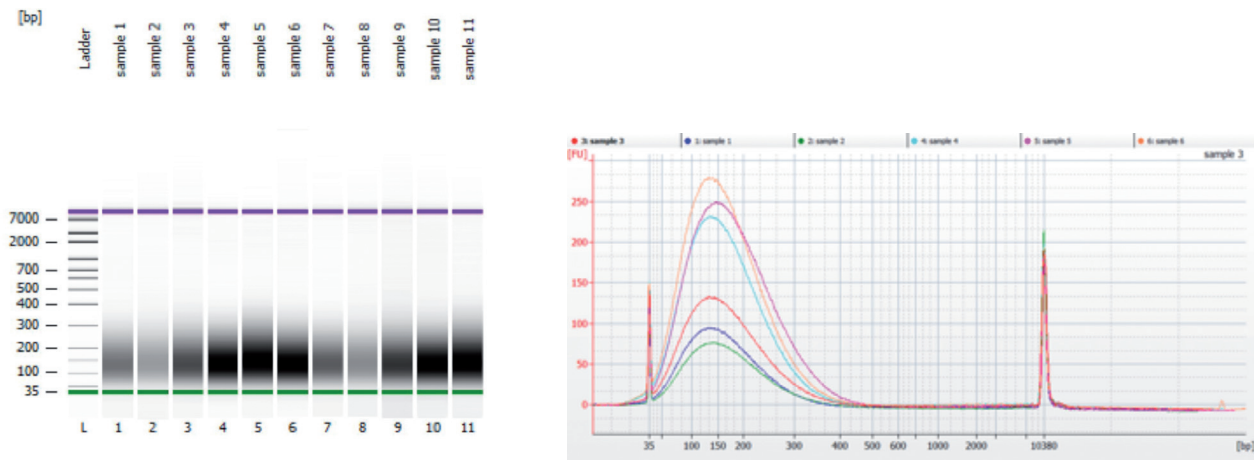 [bp]
Ladder
sample 1
sample 2
sample 3
sample 4
sample 5
sample 6
sample 7
sample 8
sample 9
sample 10
sample 11
7000
2000
700
500
400
300
200
100
35
L 1 2 3 4 5 6 7 8 9 10 11
3: sample 3 1: sample 1 2: sample 2 4: sample 4 5: sample 5 6: sample 6
[FU] sample 3
250
200
150
100
50
0
35 100 150 200 300 400 500 600 1000 2000 10380 [bp]